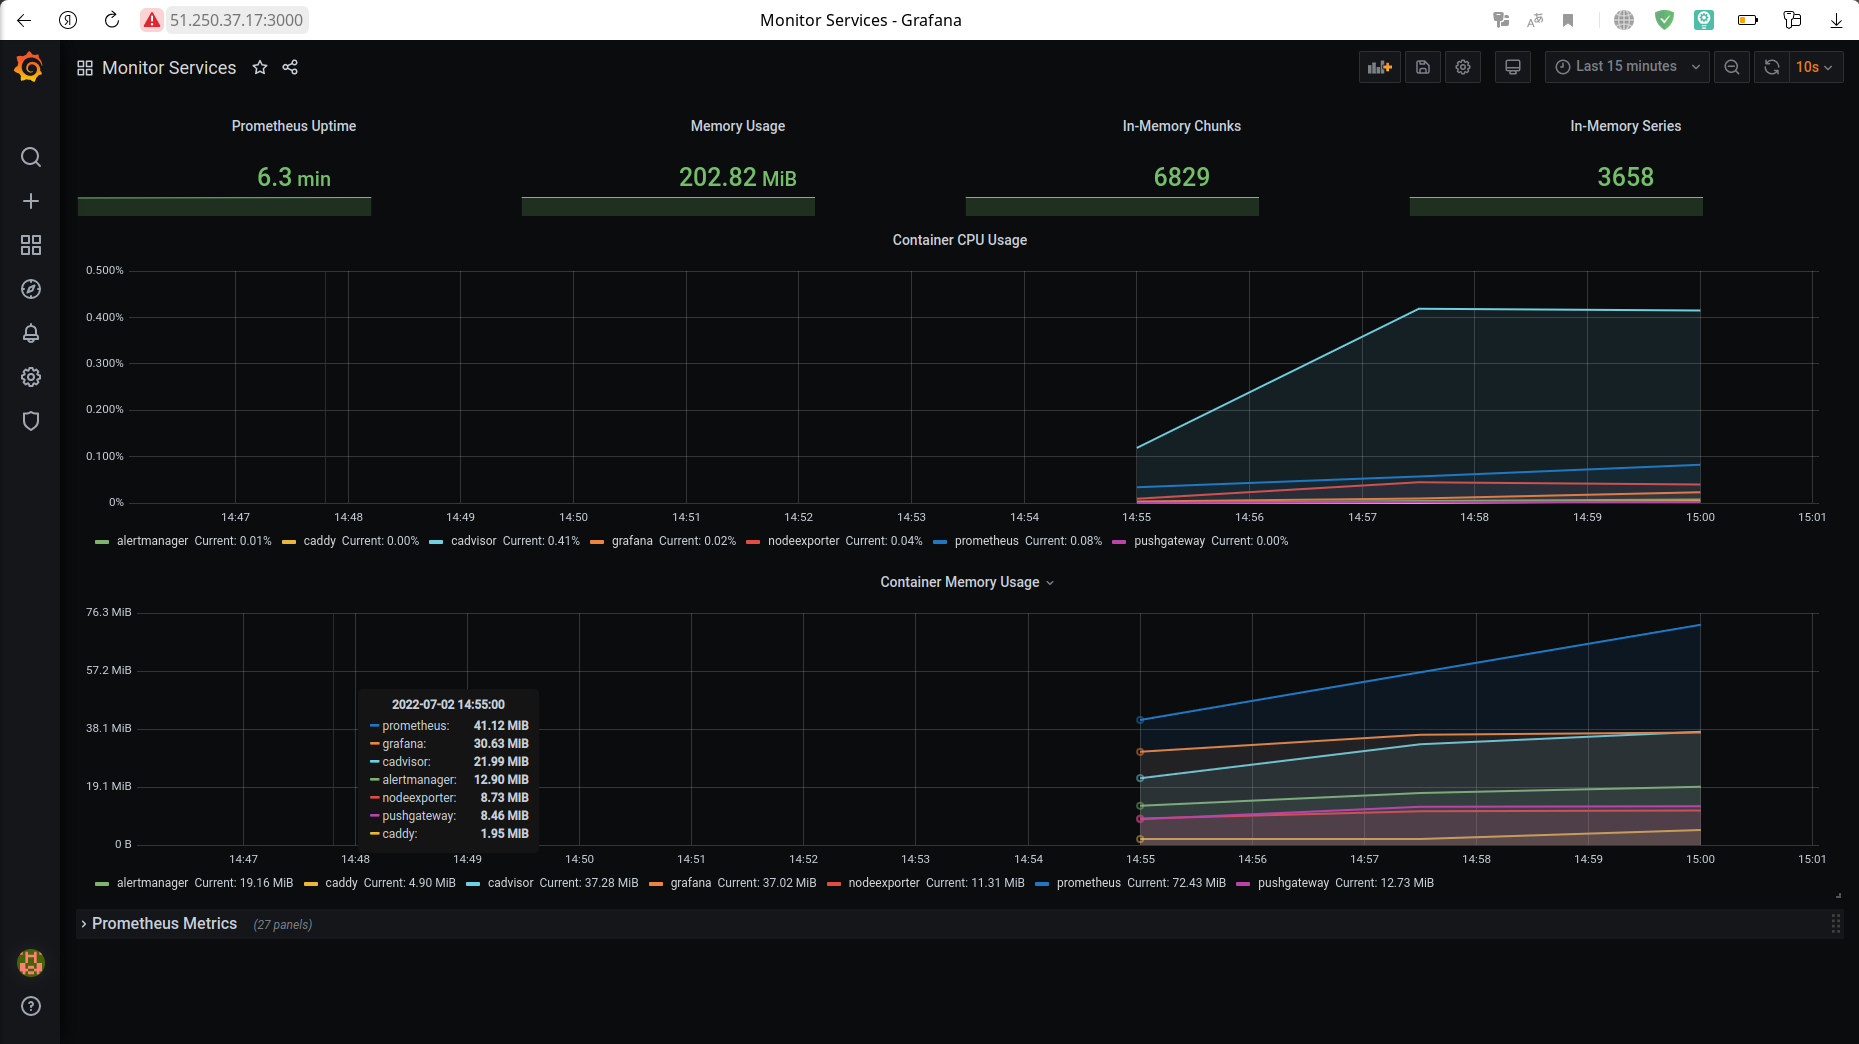 51.250.37.17:3000
Monitor Services - Grafana
Monitor Services
Last 15 minutes
10s
Prometheus Uptime
6.3 min
Memory Usage
202.82 MiB
In-Memory Chunks
6829
In-Memory Series
3658
Container CPU Usage
0.500%
0.400%
0.300%
0.200%
0.100%
0%
14:47 14:48 14:49 14:50 14:51 14:52 14:53 14:54 14:55 14:56 14:57 14:58 14:59 15:00 15:01
alertmanager Current: 0.01% caddy Current: 0.00% cadvisor Current: 0.41% grafana Current: 0.02% nodeexporter Current: 0.04% prometheus Current: 0.08% pushgateway Current: 0.00%
Container Memory Usage
76.3 MiB
57.2 MiB
38.1 MiB
19.1 MiB
0 B
2022-07-02 14:55:00
prometheus: 41.12 MiB
grafana: 30.63 MiB
cadvisor: 21.99 MiB
alertmanager: 12.90 MiB
nodeexporter: 8.73 MiB
pushgateway: 8.46 MiB
caddy: 1.95 MiB
14:47 14:48 14:49 14:50 14:51 14:52 14:53 14:54 14:55 14:56 14:57 14:58 14:59 15:00 15:01
alertmanager Current: 19.16 MiB caddy Current: 4.90 MiB cadvisor Current: 37.28 MiB grafana Current: 37.02 MiB nodeexporter Current: 11.31 MiB prometheus Current: 72.43 MiB pushgateway Current: 12.73 MiB
Prometheus Metrics (27 panels)